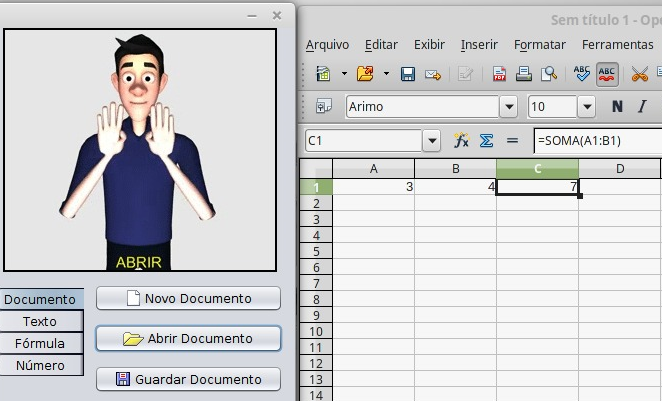 ABRIR
Documento
Texto
Fórmula
Número
Novo Documento
Abrir Documento
Guardar Documento
Sem título 1 - Ope
Arquivo Editar Exibir Inserir Formatar Ferramentas
ABC ABC
Arimo 10 N I
C1 =SOMA(A1:B1)
A B C D
1 3 4 7
2
3
4
5
6
7
8
9
10
11
12
13
14